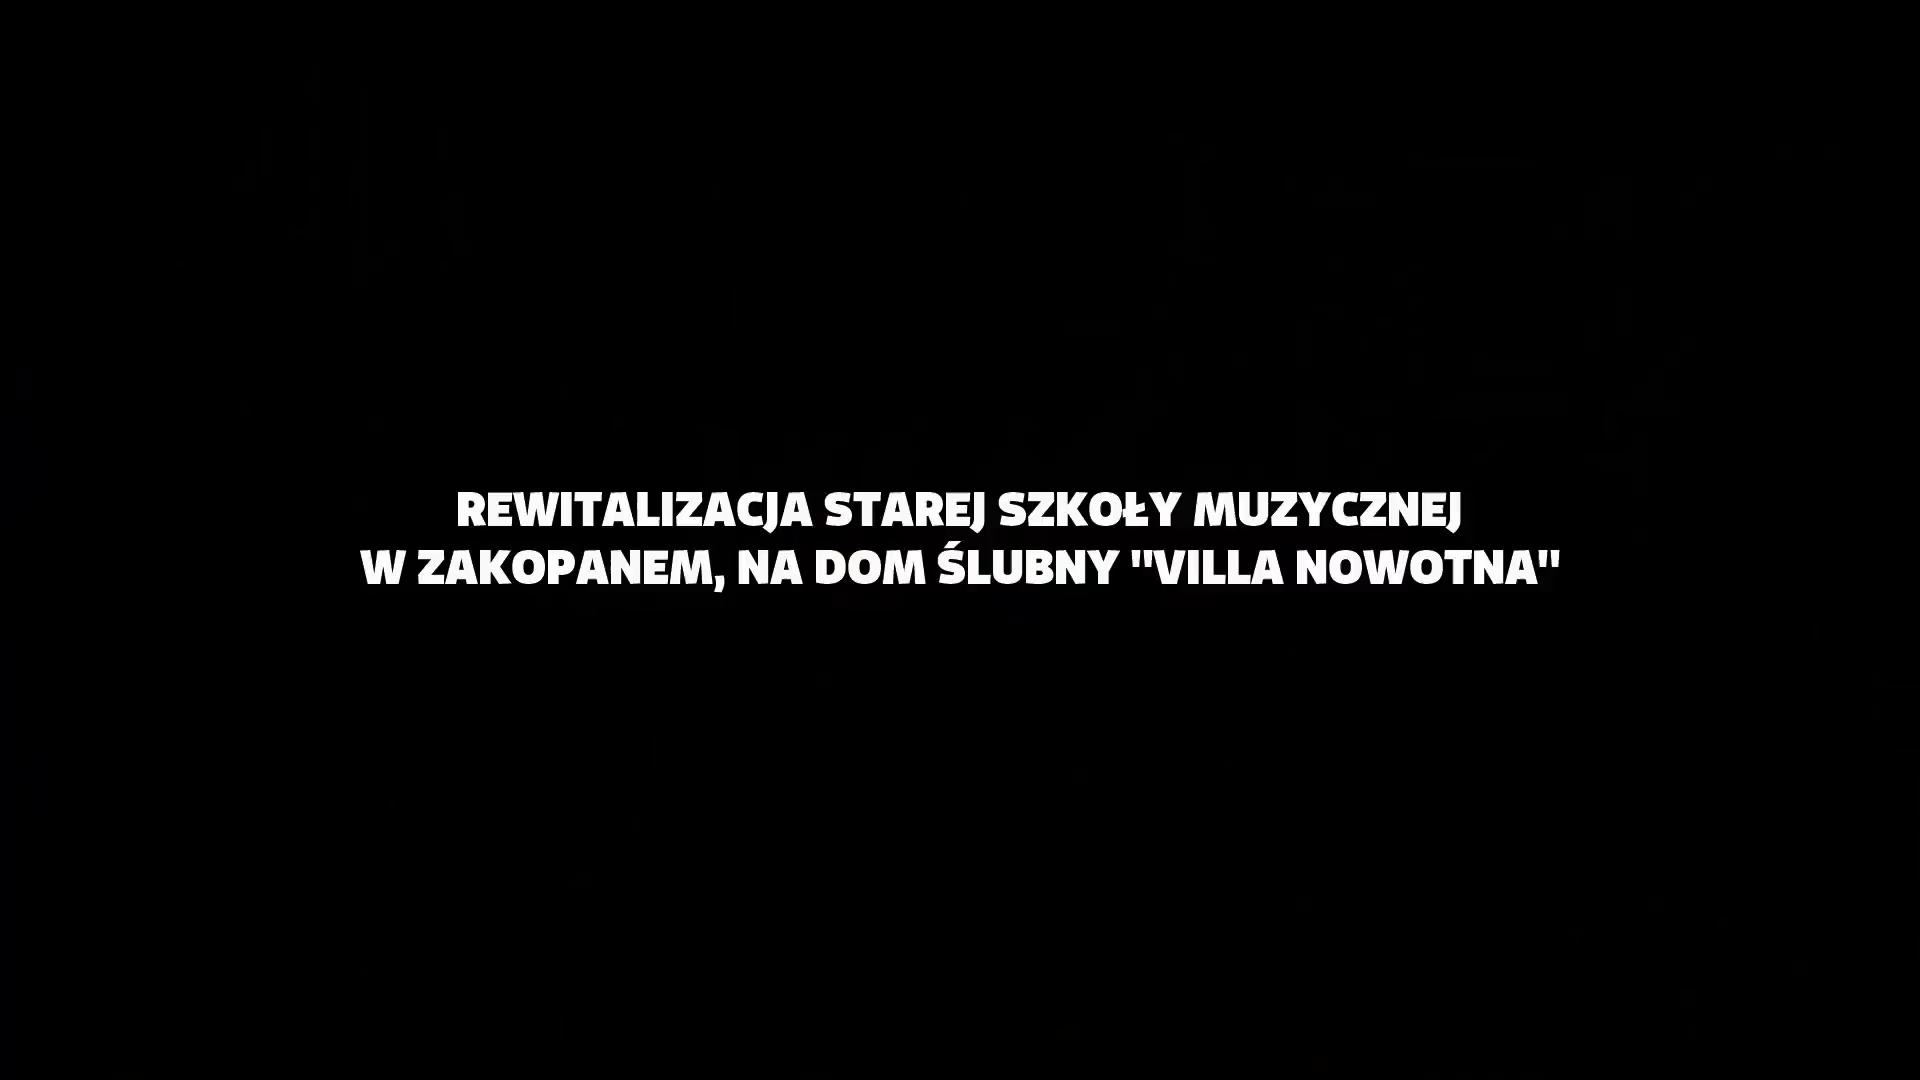 REWITALIZACJA STAREJ SZKOŁY MUZYCZNEJ
W ZAKOPANEM, NA DOM ŚLUBNY "VILLA NOWOTNA"